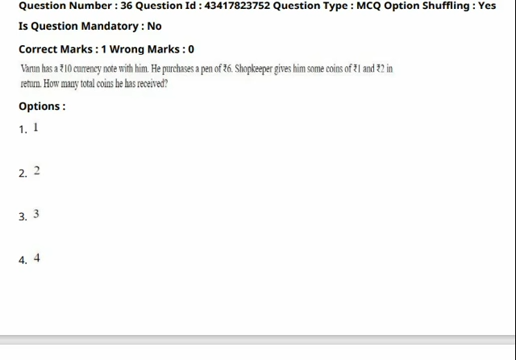 Question Number : 36 Question Id : 43417823752 Question Type : MCQ Option Shuffling : Yes
Is Question Mandatory : No
Correct Marks : 1 Wrong Marks : 0
Varun has a ₹10 currency note with him. He purchases a pen of ₹6. Shopkeeper gives him some coins of ₹1 and ₹2 in
return. How many total coins he has received?
Options :
1. 1
2. 2
3. 3
4. 4